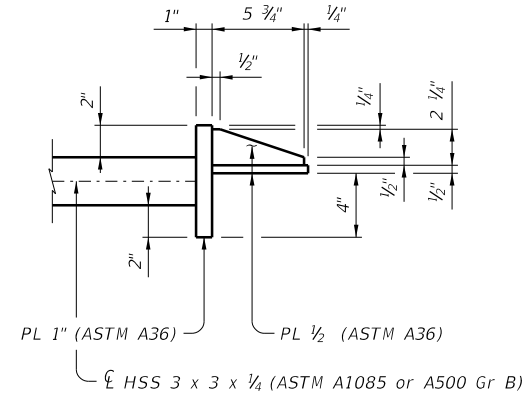 1" 5 ¾" ¼"
½"
2" ¼" 2 ¼"
½" ½"
4"
2"
PL 1" (ASTM A36) PL ½ (ASTM A36)
℄ HSS 3 x 3 x ¼ (ASTM A1085 or A500 Gr B)